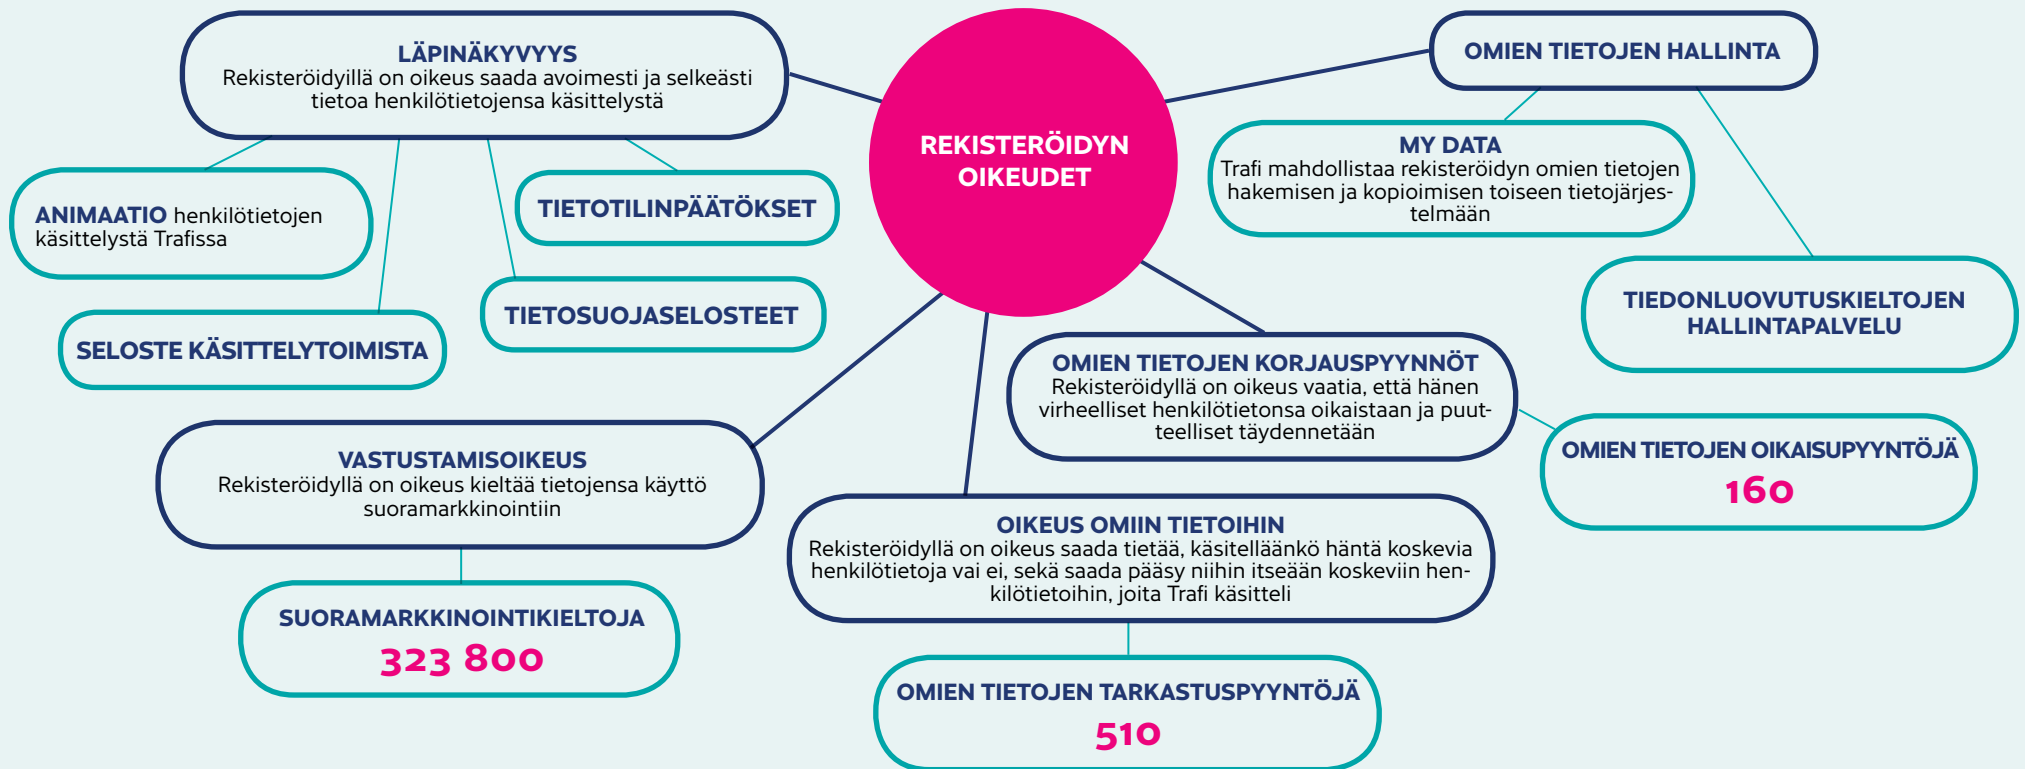 LÄPINÄKYVYYS
Rekisteröidyillä on oikeus saada avoimesti ja selkeästi
tietoa henkilötietojensa käsittelystä
ANIMAATIO henkilötietojen
käsittelystä Trafissa
SELOSTE KÄSITTELYTOIMISTA
TIETOTILINPÄÄTÖKSET
TIETOSUOJASELOSTEET
REKISTERÖIDYN
OIKEUDET
OMIEN TIETOJEN HALLINTA
MY DATA
Trafi mahdollistaa rekisteröidyn omien tietojen
hakemisen ja kopioimisen toiseen tietojärjes-
telmään
TIEDONLUOVUTUSKIELTOJEN
HALLINTAPALVELU
OMIEN TIETOJEN KORJAUSPYYNNÖT
Rekisteröidyllä on oikeus vaatia, että hänen
virheelliset henkilötietonsa oikaistaan ja puut-
teelliset täydennetään
OMIEN TIETOJEN OIKAISUPYYNTÖJÄ
160
VASTUSTAMISOIKEUS
Rekisteröidyllä on oikeus kieltää tietojensa käyttö
suoramarkkinointiin
SUORAMARKKINOINTIKIELTOJA
323 800
OIKEUS OMIIN TIETOIHIN
Rekisteröidyllä on oikeus saada tietää, käsitelläänkö häntä koskevia
henkilötietoja vai ei, sekä saada pääsy niihin itseään koskeviin hen-
kilötietoihin, joita Trafi käsitteli
OMIEN TIETOJEN TARKASTUSPYYNTÖJÄ
510